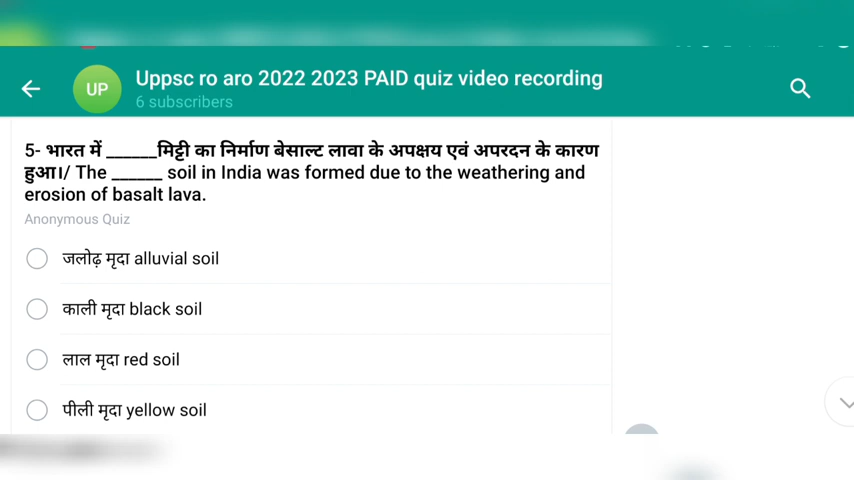 UP
Uppsc ro aro 2022 2023 PAID quiz video recording
6 subscribers
5- भारत में ______मिट्टी का निर्माण बेसाल्ट लावा के अपक्षय एवं अपरदन के कारण
हुआ।/ The ______ soil in India was formed due to the weathering and
erosion of basalt lava.
Anonymous Quiz
जलोढ़ मृदा alluvial soil
काली मृदा black soil
लाल मृदा red soil
पीली मृदा yellow soil